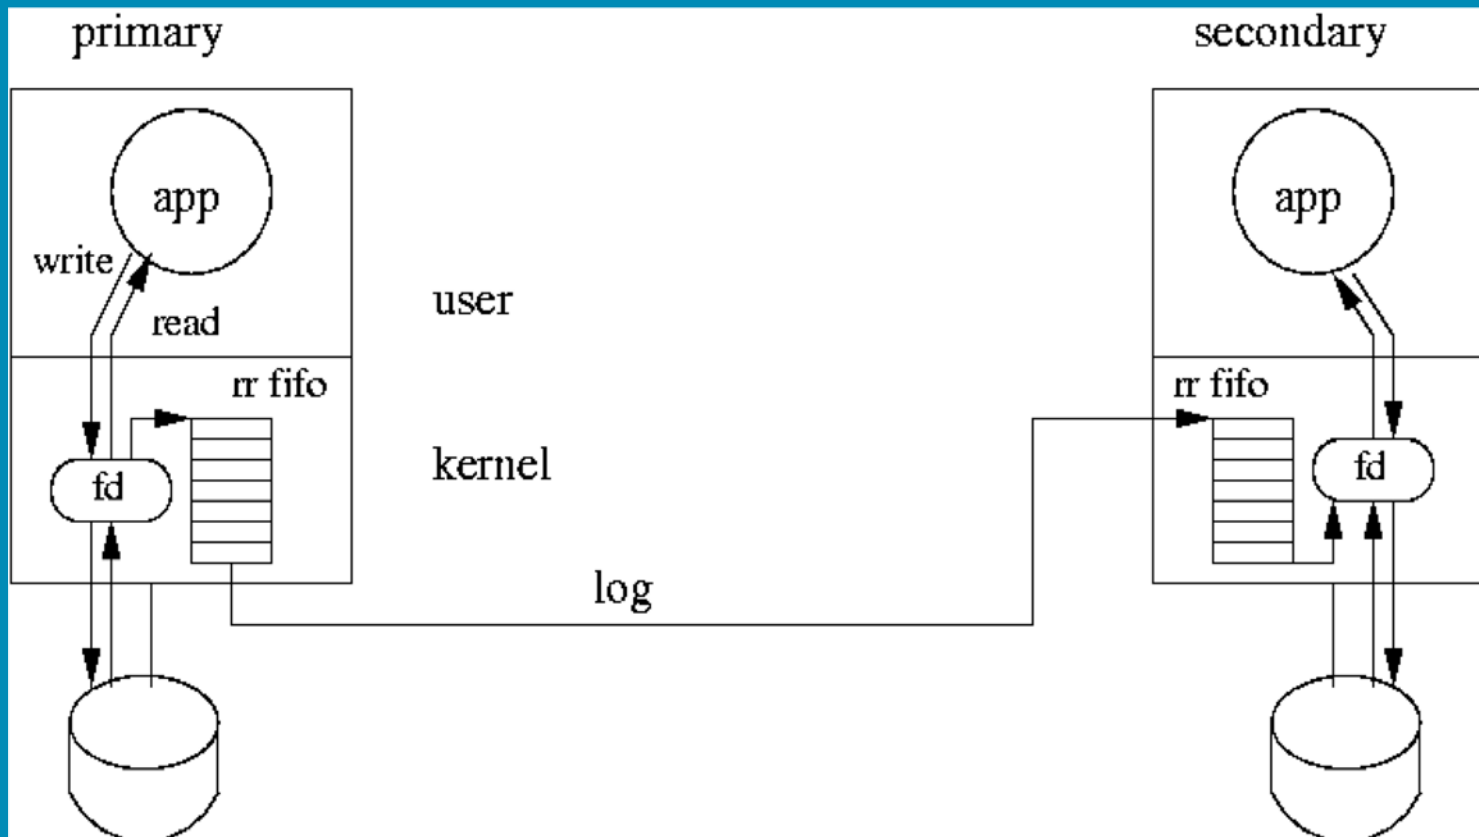 primary
secondary
app
app
write
read
user
rr fifo
rr fifo
kernel
fd
fd
log